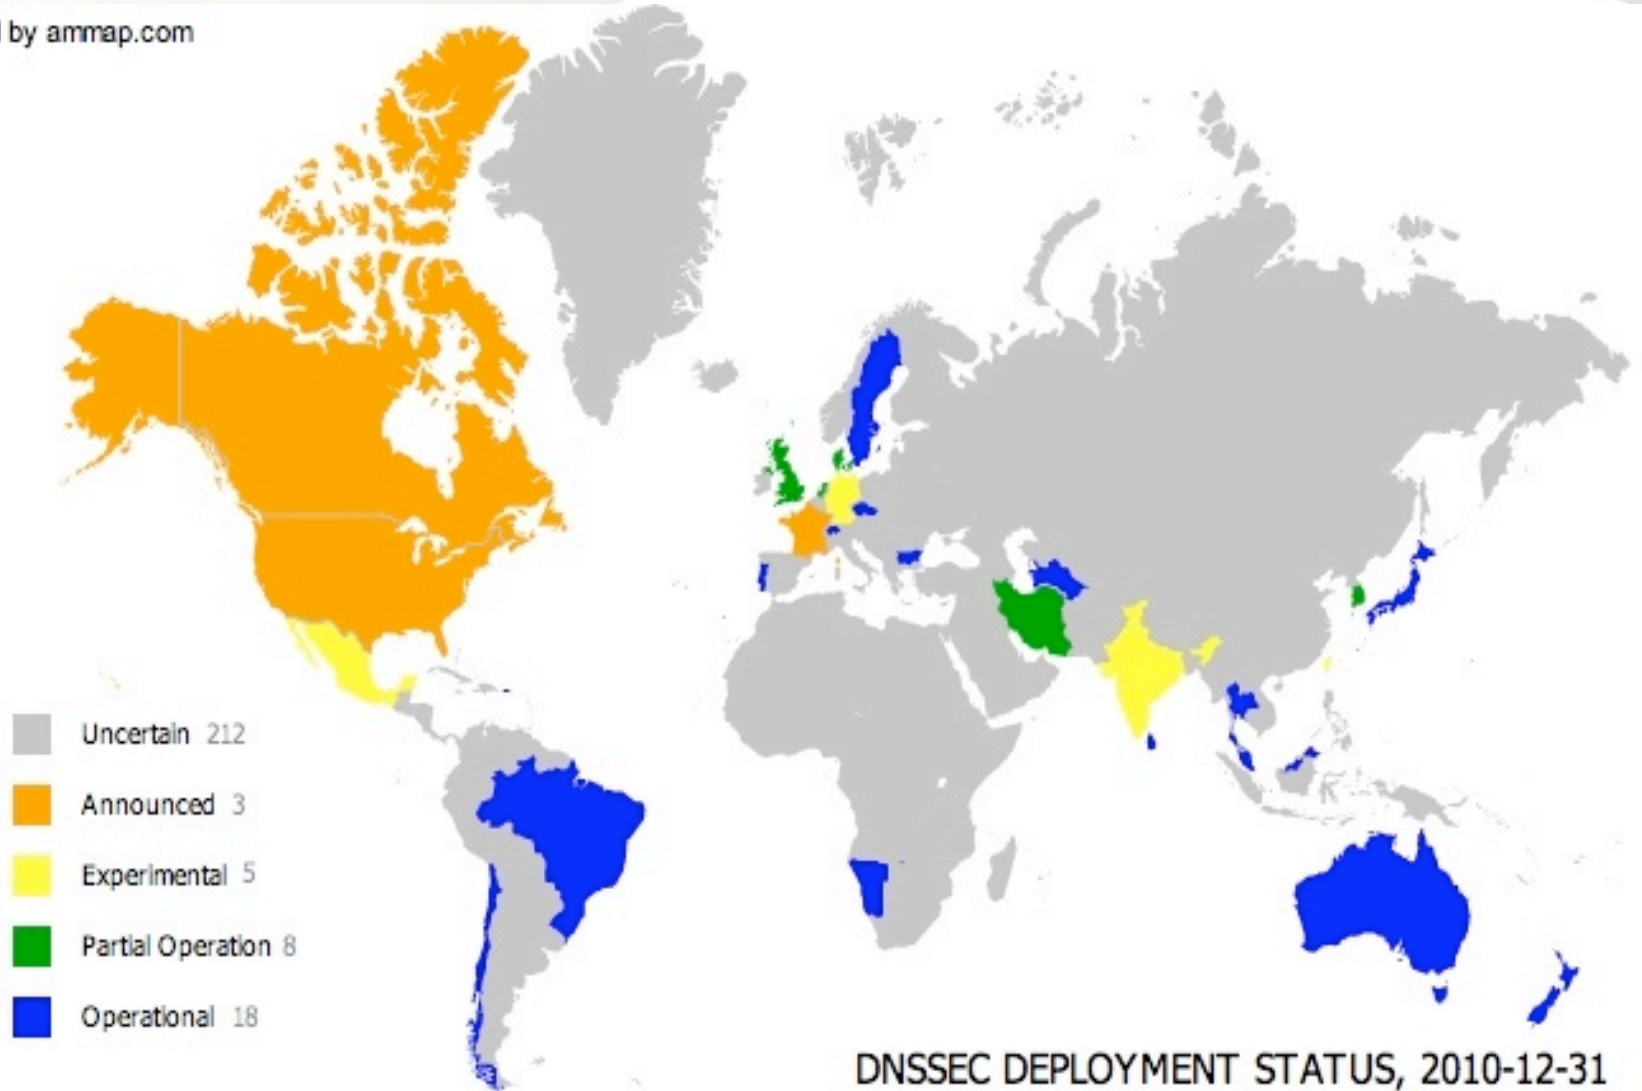 by ammap.com
Uncertain 212
Announced 3
Experimental 5
Partial Operation 8
Operational 18
DNSSEC DEPLOYMENT STATUS, 2010-12-31